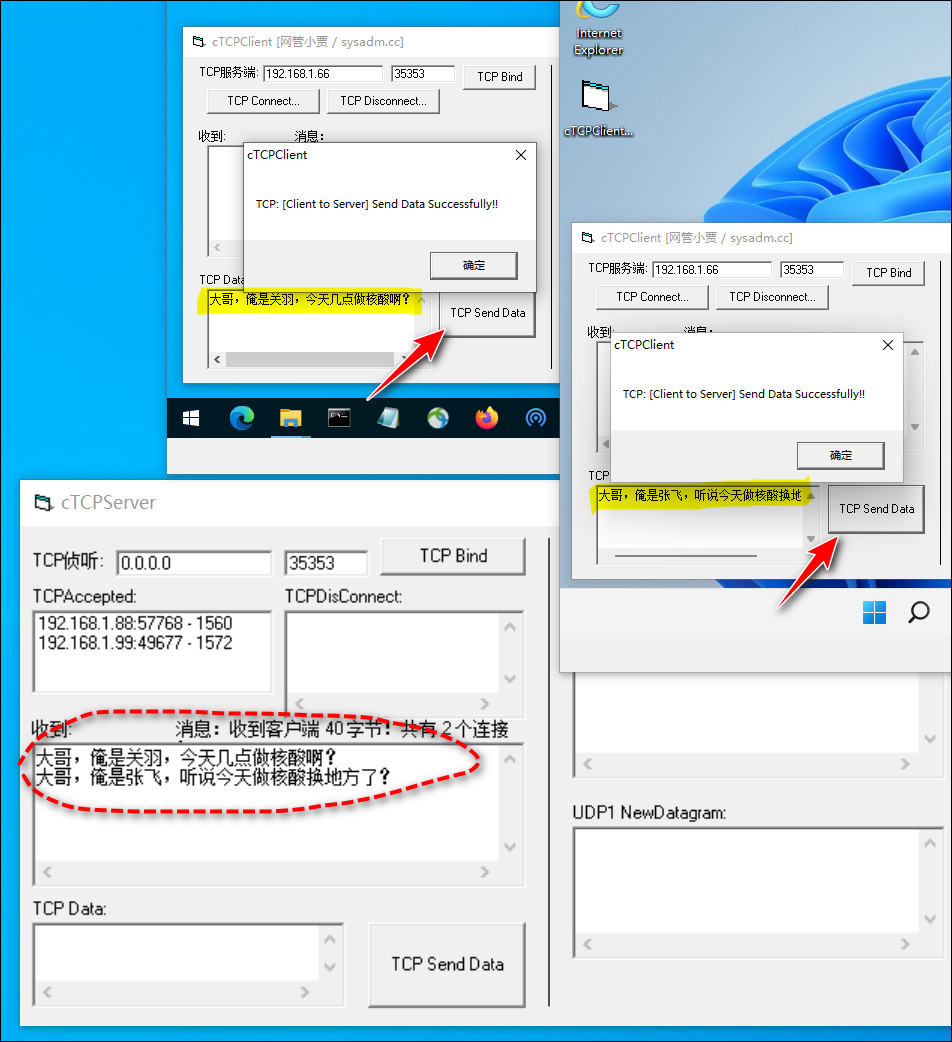 cTCPClient [网管小贾 / sysadm.cc]
TCP服务端: 192.168.1.66 35353 TCP Bind
TCP Connect... TCP Disconnect...
收到: 消息:
cTCPClient
TCP: [Client to Server] Send Data Successfully!!
确定
TCP Data
大哥，俺是关羽，今天几点做核酸啊？
TCP Send Data
Internet
Explorer
cTCPClient...
cTCPClient [网管小贾 / sysadm.cc]
TCP服务端: 192.168.1.66 35353 TCP Bind
TCP Connect... TCP Disconnect...
收到: 消息:
cTCPClient
TCP: [Client to Server] Send Data Successfully!!
确定
TCP
大哥，俺是张飞，听说今天做核酸换地
TCP Send Data
cTCPServer
TCP侦听: 0.0.0.0 35353 TCP Bind
TCPAccepted: TCPDisConnect:
192.168.1.88:57768 - 1560
192.168.1.99:49677 - 1572
收到: 消息: 收到客户端 40 字节！共有 2 个连接
大哥，俺是关羽，今天几点做核酸啊？
大哥，俺是张飞，听说今天做核酸换地方了？
TCP Data:
TCP Send Data
UDP1 NewDatagram: